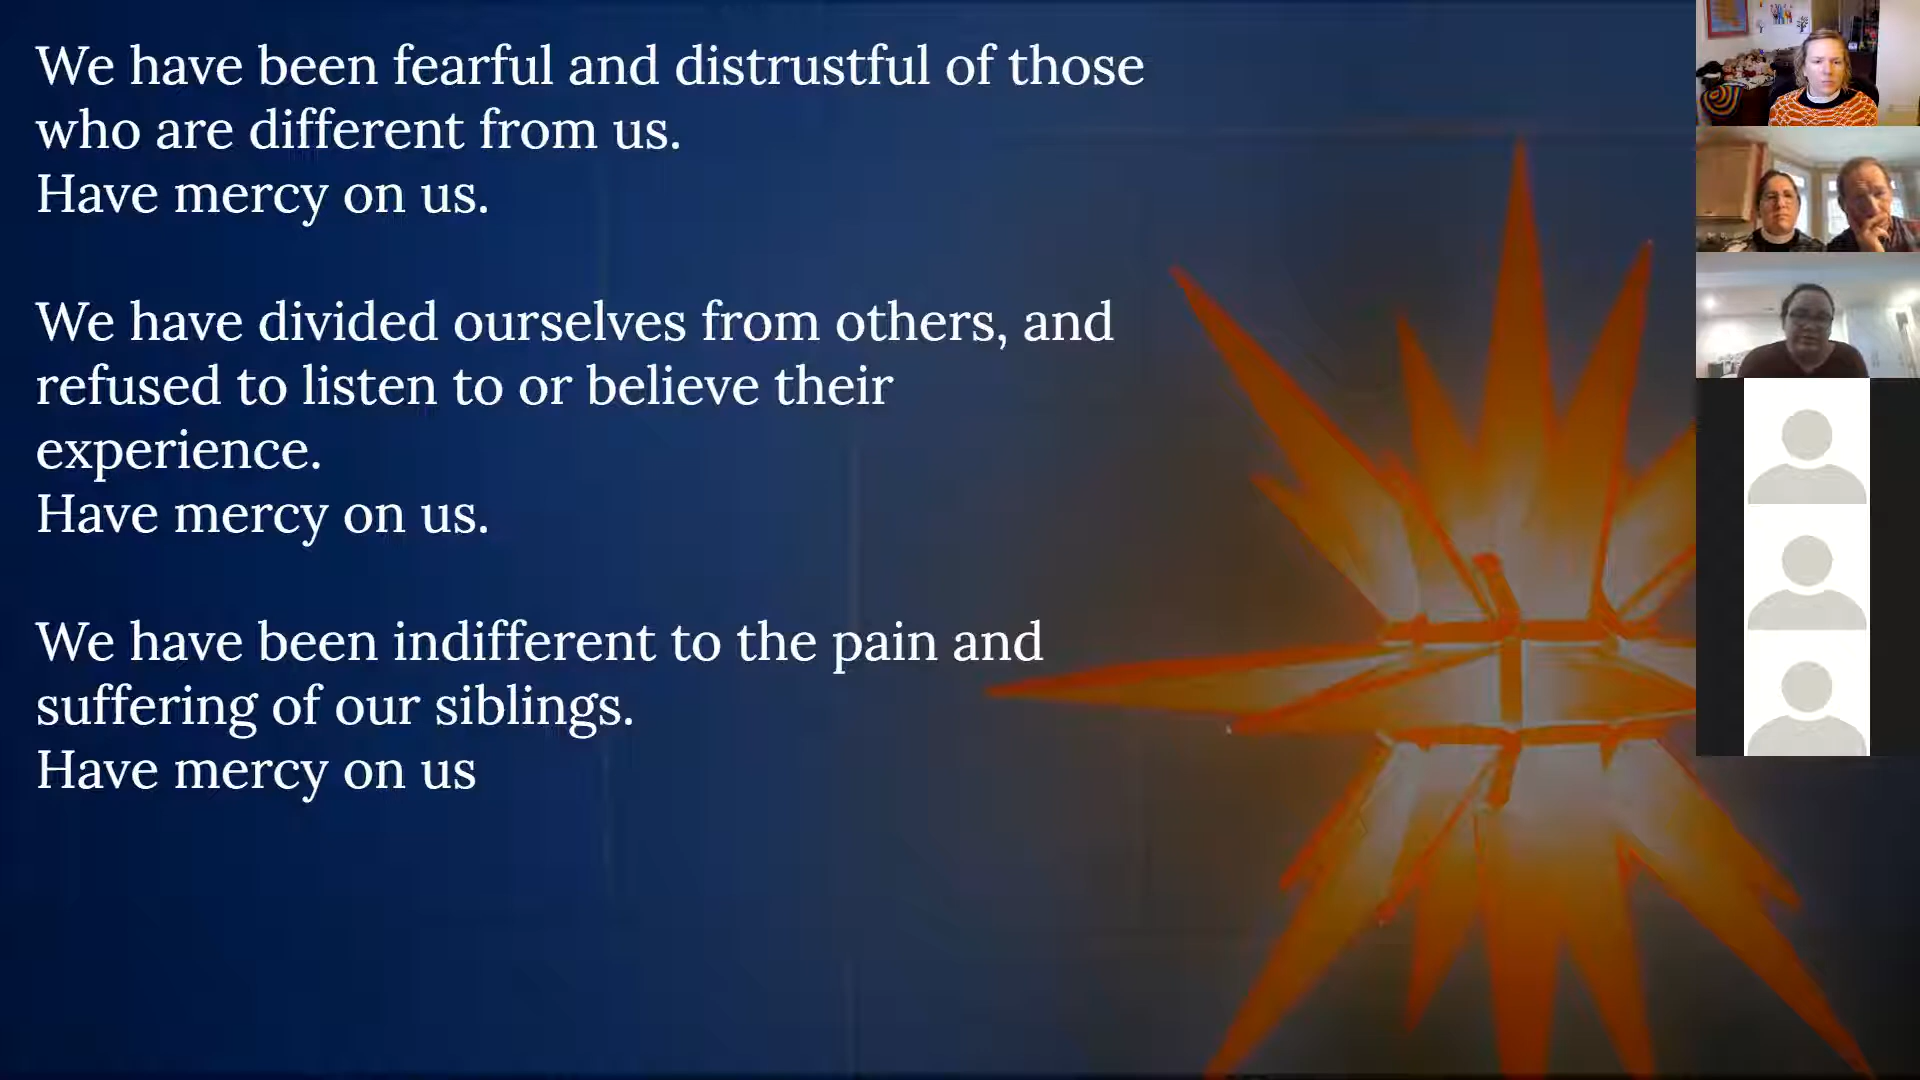 We have been fearful and distrustful of those
who are different from us.
Have mercy on us.
We have divided ourselves from others, and
refused to listen to or believe their
experience.
Have mercy on us.
We have been indifferent to the pain and
suffering of our siblings.
Have mercy on us